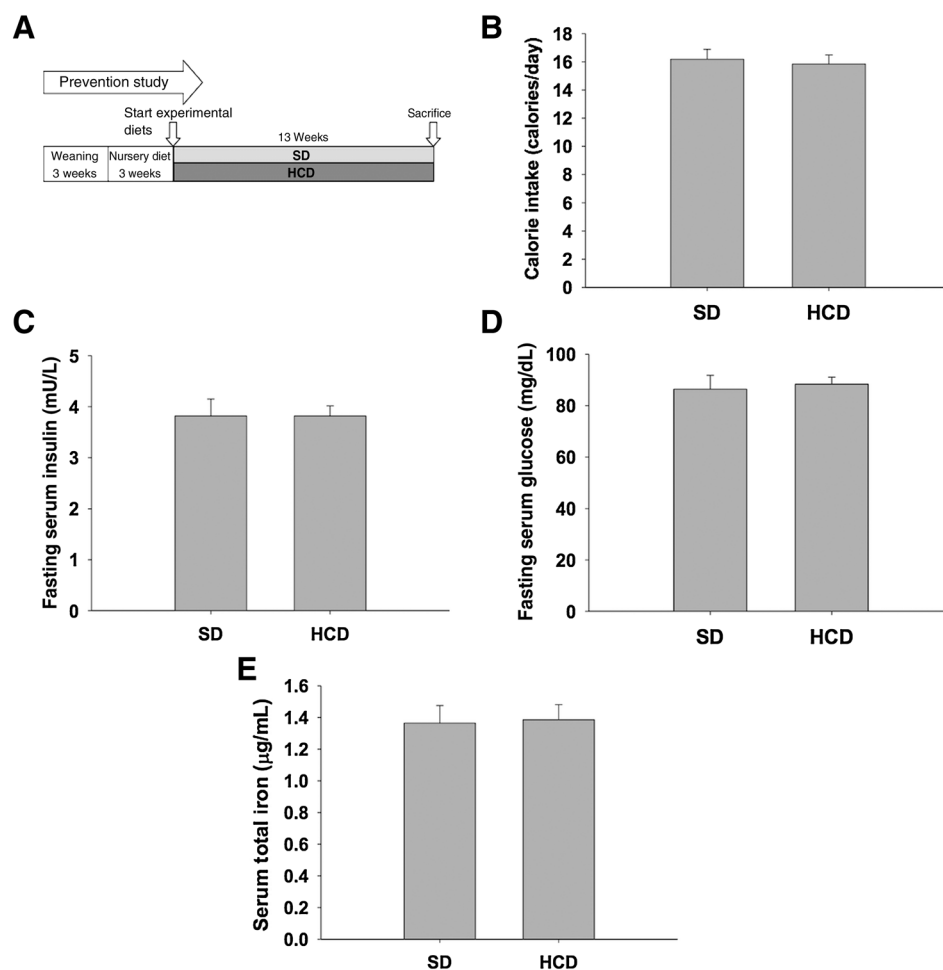 A
Prevention study
Start experimental
diets
Sacrifice
13 Weeks
Weaning
3 weeks
Nursery diet
3 weeks
SD
HCD
B
Calorie intake (calories/day)
18
16
14
12
10
8
6
4
2
0
SD HCD
C
Fasting serum insulin (mU/L)
5
4
3
2
1
0
SD HCD
D
Fasting serum glucose (mg/dL)
100
80
60
40
20
0
SD HCD
E
Serum total iron (μg/mL)
1.6
1.4
1.2
1.0
0.8
0.6
0.4
0.2
0.0
SD HCD